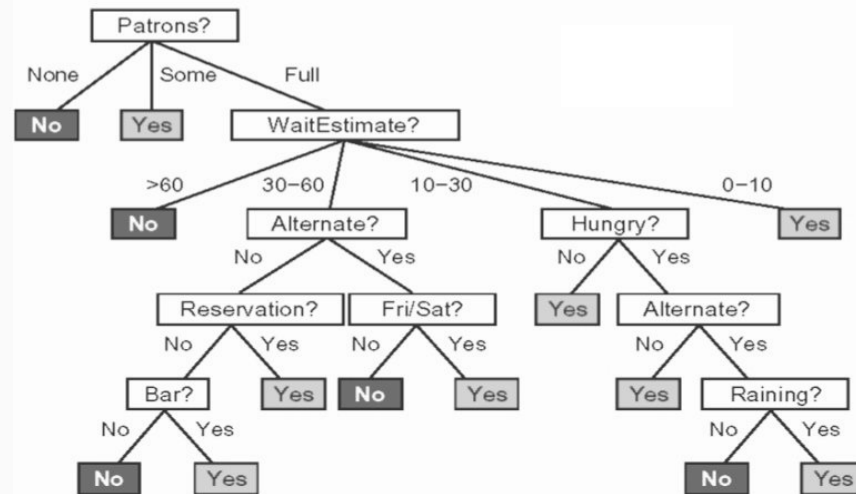 Patrons?
None Some Full
No Yes WaitEstimate?
>60 30–60 10–30 0–10
No Alternate? Hungry? Yes
No Yes No Yes
Reservation? Fri/Sat? Yes Alternate?
No Yes No Yes No Yes
Bar? Yes No Yes Yes Raining?
No Yes No Yes
No Yes No Yes